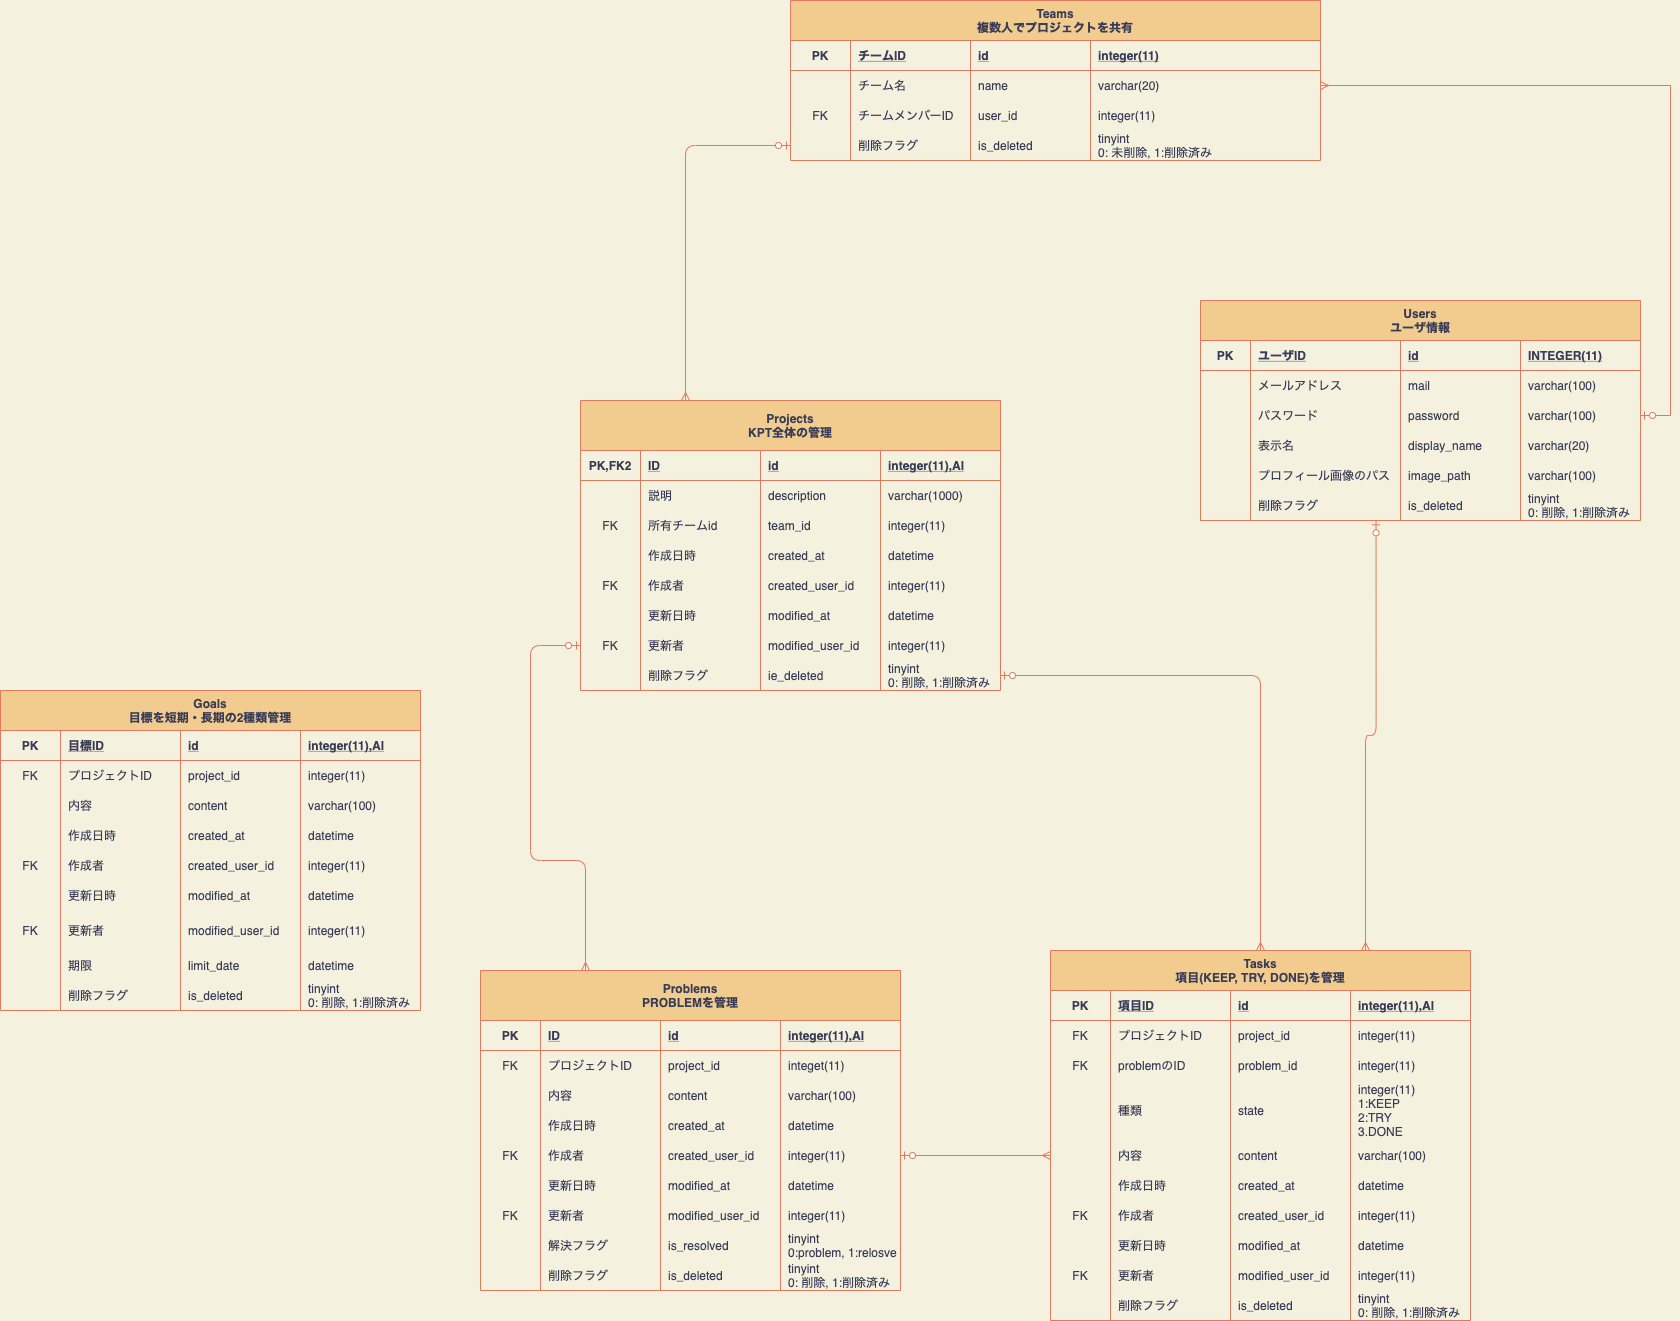 Teams
複数人でプロジェクトを共有
PK チームID id integer(11)
チーム名 name varchar(20)
FK チームメンバーID user_id integer(11)
削除フラグ is_deleted tinyint
0: 未削除, 1:削除済み
Users
ユーザ情報
PK ユーザID id INTEGER(11)
メールアドレス mail varchar(100)
パスワード password varchar(100)
表示名 display_name varchar(20)
プロフィール画像のパス image_path varchar(100)
削除フラグ is_deleted tinyint
0: 削除, 1:削除済み
Projects
KPT全体の管理
PK,FK2 ID id integer(11),AI
説明 description varchar(1000)
FK 所有チームid team_id integer(11)
作成日時 created_at datetime
FK 作成者 created_user_id integer(11)
更新日時 modified_at datetime
FK 更新者 modified_user_id integer(11)
削除フラグ ie_deleted tinyint
0: 削除, 1:削除済み
Goals
目標を短期・長期の2種類管理
PK 目標ID id integer(11),AI
FK プロジェクトID project_id integer(11)
内容 content varchar(100)
作成日時 created_at datetime
FK 作成者 created_user_id integer(11)
更新日時 modified_at datetime
FK 更新者 modified_user_id integer(11)
期限 limit_date datetime
削除フラグ is_deleted tinyint
0: 削除, 1:削除済み
Problems
PROBLEMを管理
PK ID id integer(11),AI
FK プロジェクトID project_id integet(11)
内容 content varchar(100)
作成日時 created_at datetime
FK 作成者 created_user_id integer(11)
更新日時 modified_at datetime
FK 更新者 modified_user_id integer(11)
解決フラグ is_resolved tinyint
0:problem, 1:relosve
削除フラグ is_deleted tinyint
0: 削除, 1:削除済み
Tasks
項目(KEEP, TRY, DONE)を管理
PK 項目ID id integer(11),AI
FK プロジェクトID project_id integer(11)
FK problemのID problem_id integer(11)
種類 state integer(11)
1:KEEP
2:TRY
3.DONE
内容 content varchar(100)
作成日時 created_at datetime
FK 作成者 created_user_id integer(11)
更新日時 modified_at datetime
FK 更新者 modified_user_id integer(11)
削除フラグ is_deleted tinyint
0: 削除, 1:削除済み